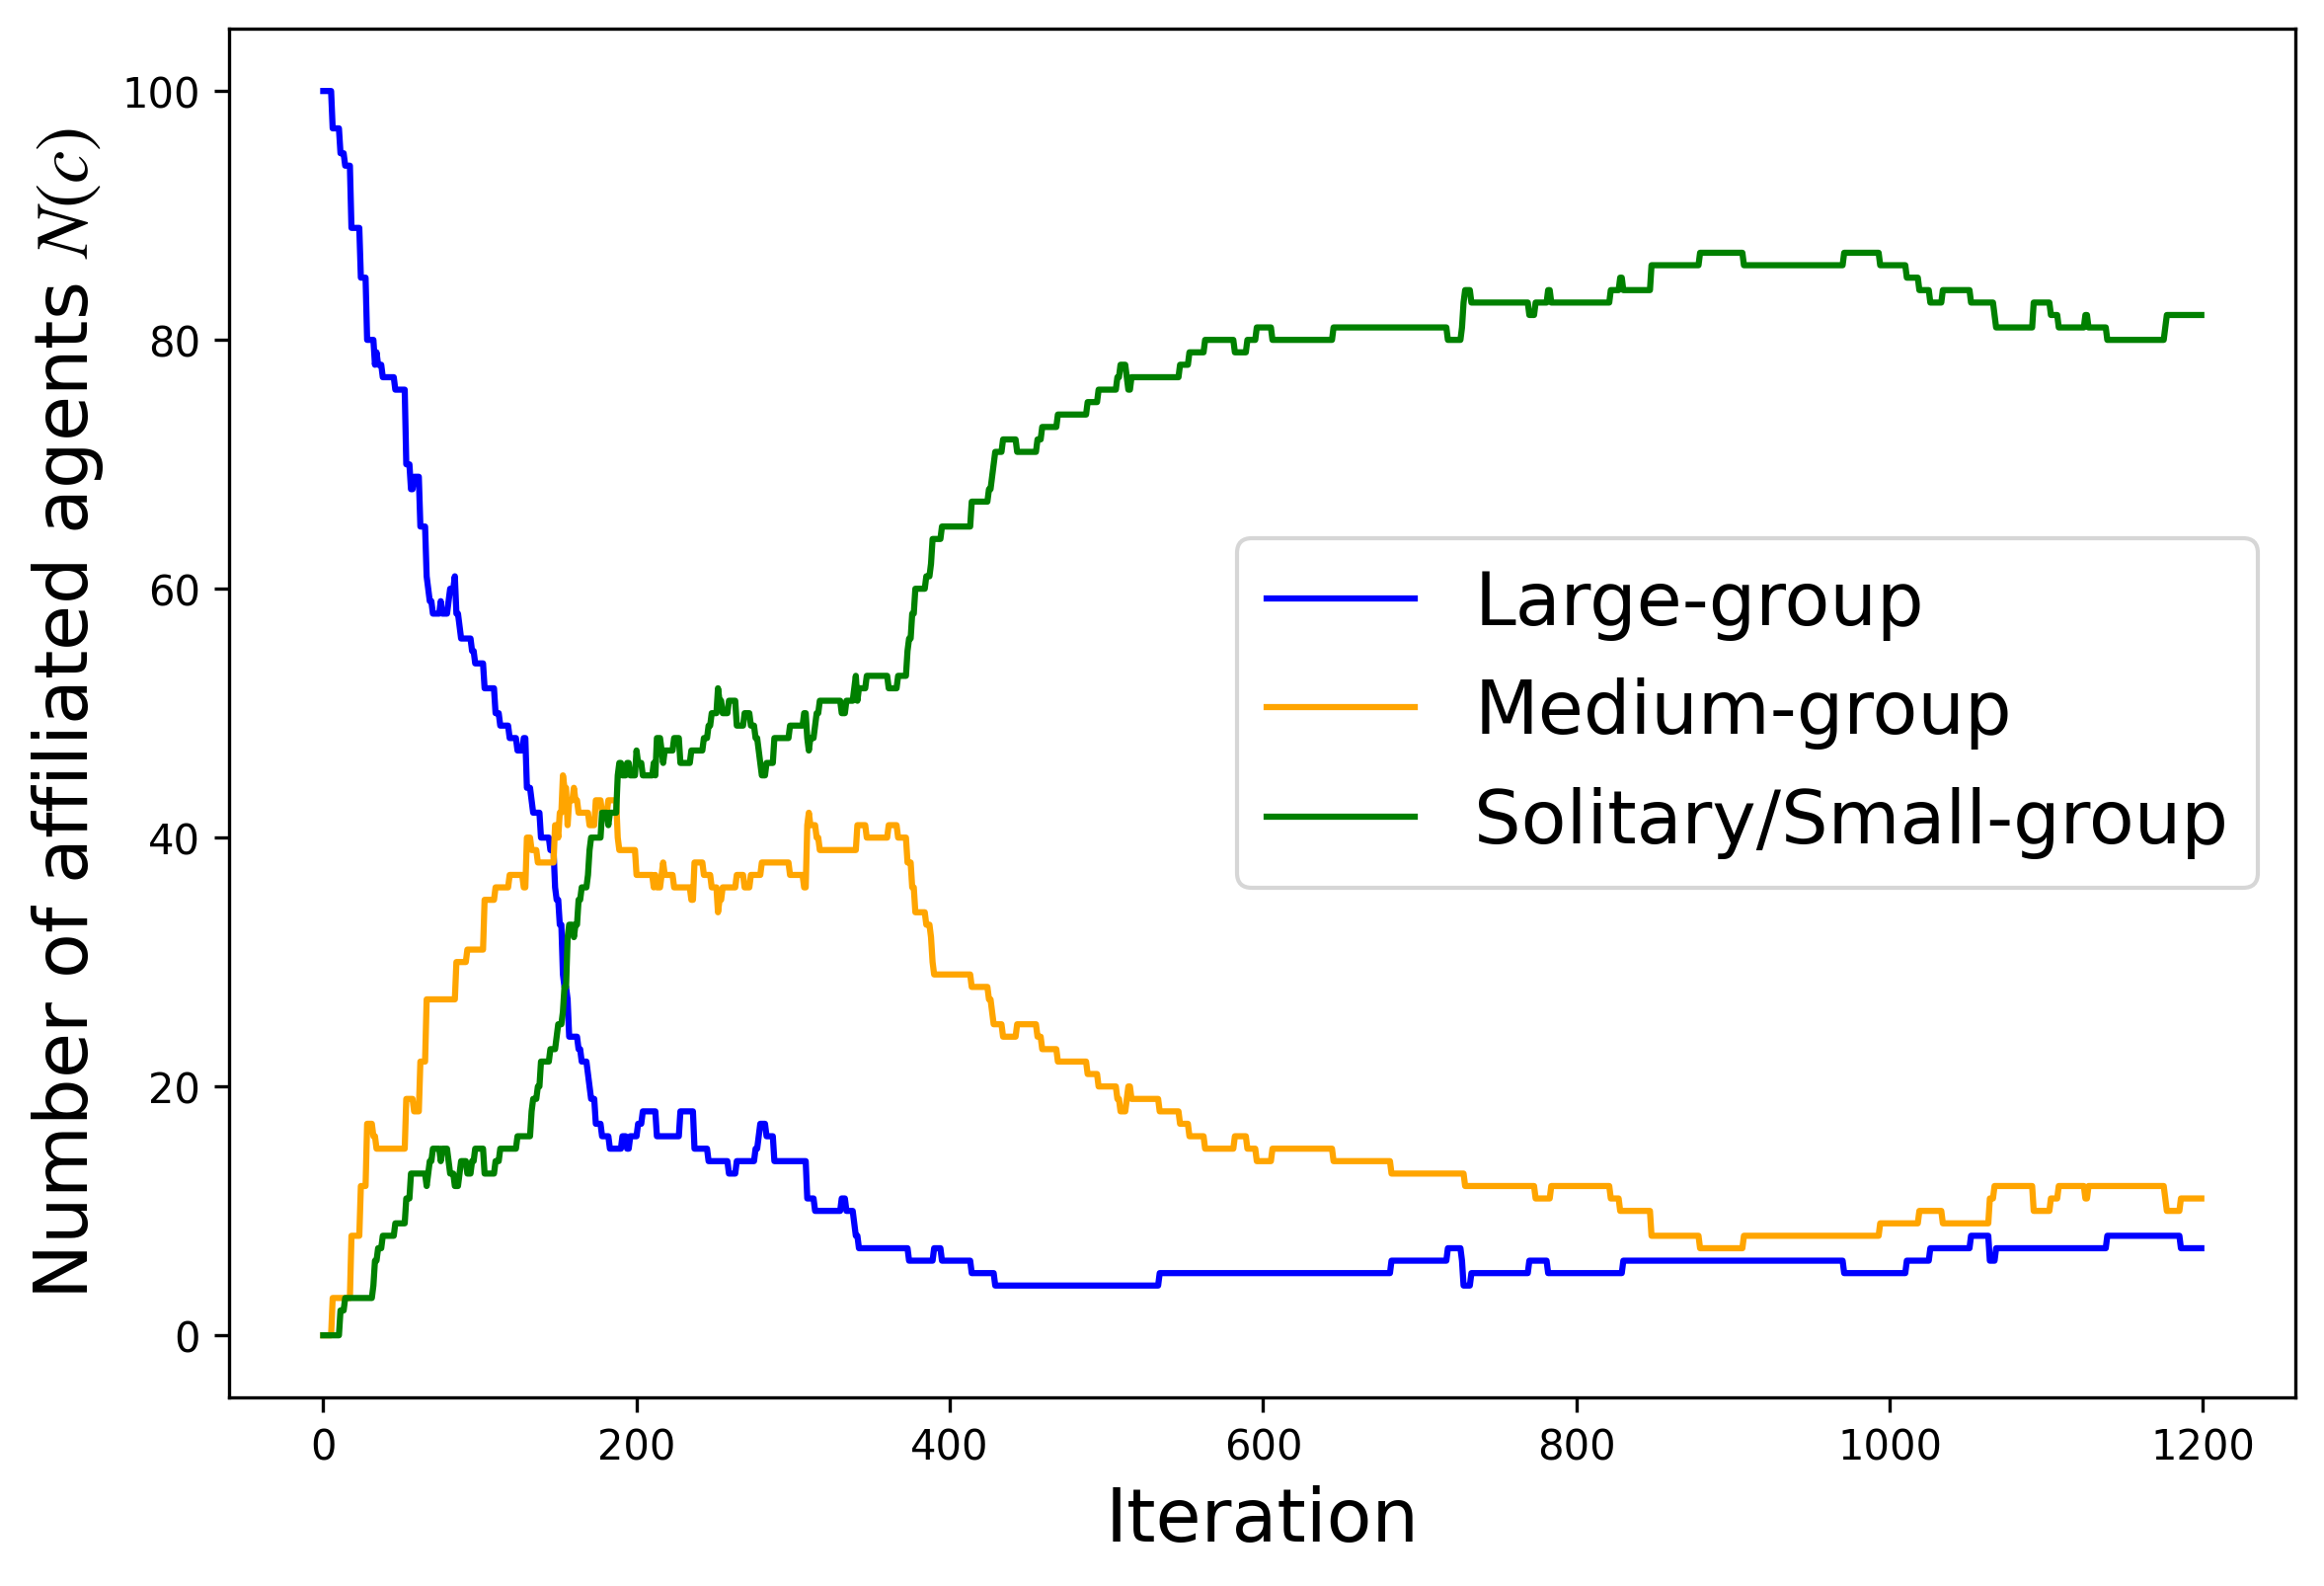 Number of affiliated agents N(c)
100
80
60
40
20
0
Large-group
Medium-group
Solitary/Small-group
0 200 400 600 800 1000 1200
Iteration